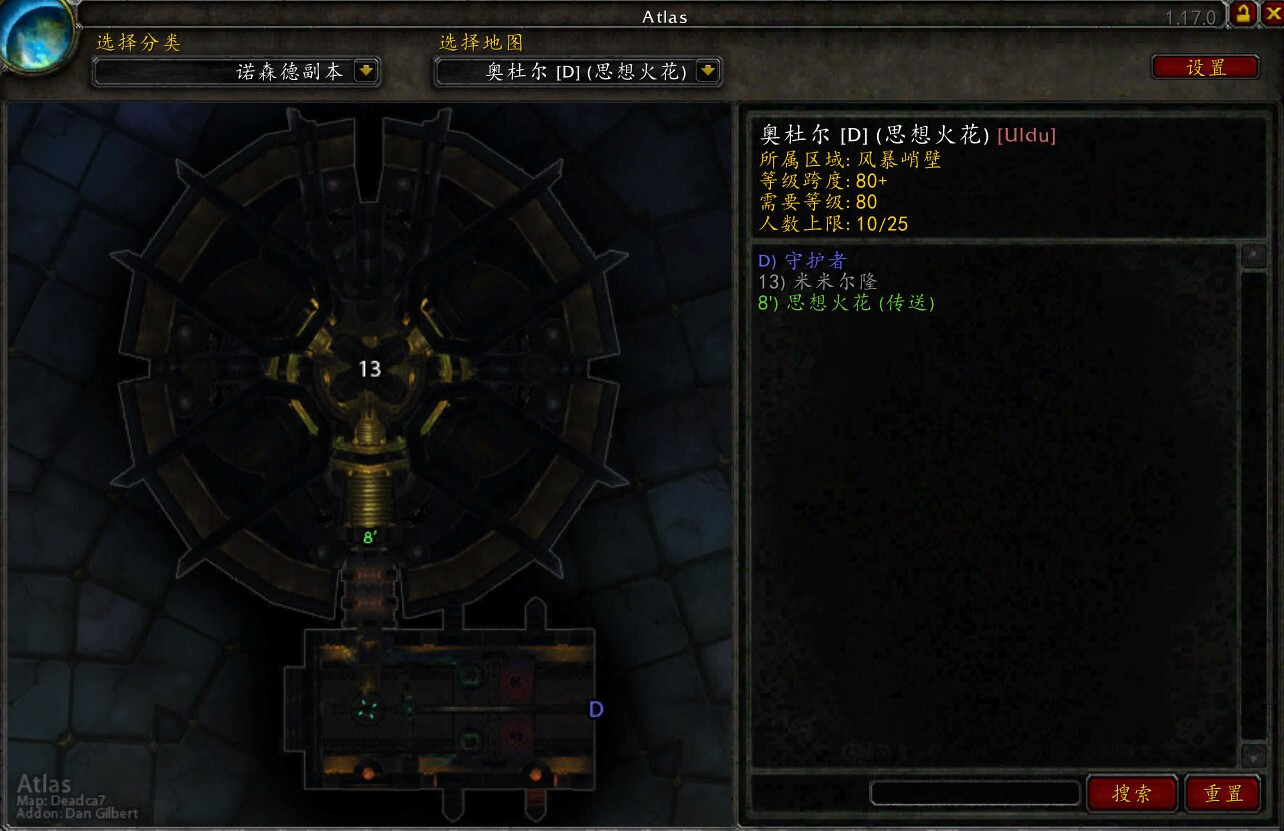 Atlas
1.17.0
选择分类
选择地图
诺森德副本
奥杜尔 [D] (思想火花)
设置
奥杜尔 [D] (思想火花) [Uldu]
所属区域: 风暴峭壁
等级跨度: 80+
需要等级: 80
人数上限: 10/25
D) 守护者
13) 米米尔隆
8') 思想火花 (传送)
13
8'
D
Atlas
Map: Deadca7
Addon: Dan Gilbert
搜索
重置